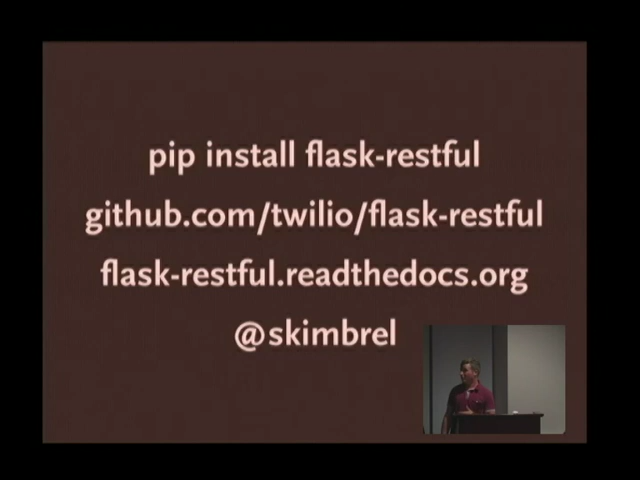 pip install flask-restful
github.com/twilio/flask-restful
flask-restful.readthedocs.org
@skimbrel